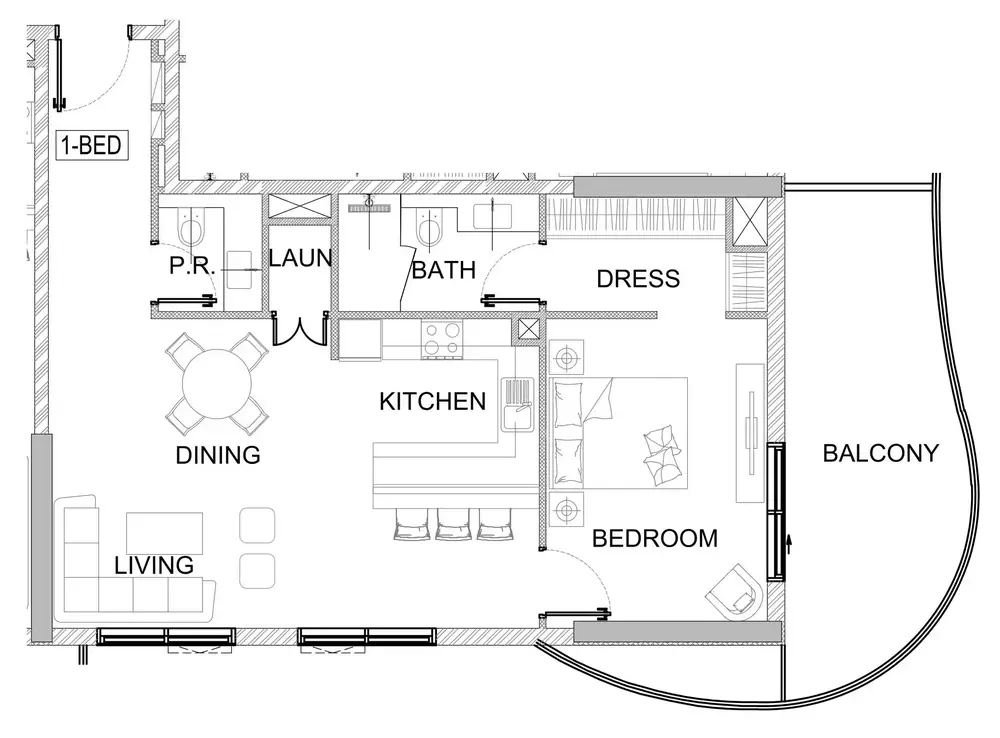 1-BED
P.R.
LAUN
BATH
DRESS
KITCHEN
DINING
BALCONY
BEDROOM
LIVING